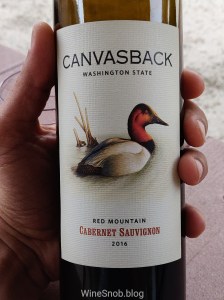 CANVASBACK
WASHINGTON STATE
RED MOUNTAIN
CABERNET SAUVIGNON
2016
WineSnob.blog